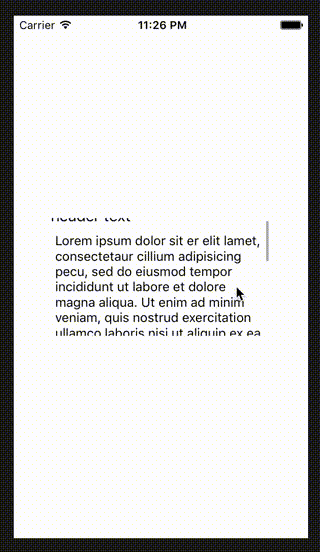 Carrier 11:26 PM
header text
Lorem ipsum dolor sit er elit lamet,
consectetaur cillium adipisicing
pecu, sed do eiusmod tempor
incididunt ut labore et dolore
magna aliqua. Ut enim ad minim
veniam, quis nostrud exercitation
ullamco laboris nisi ut aliquip ex ea